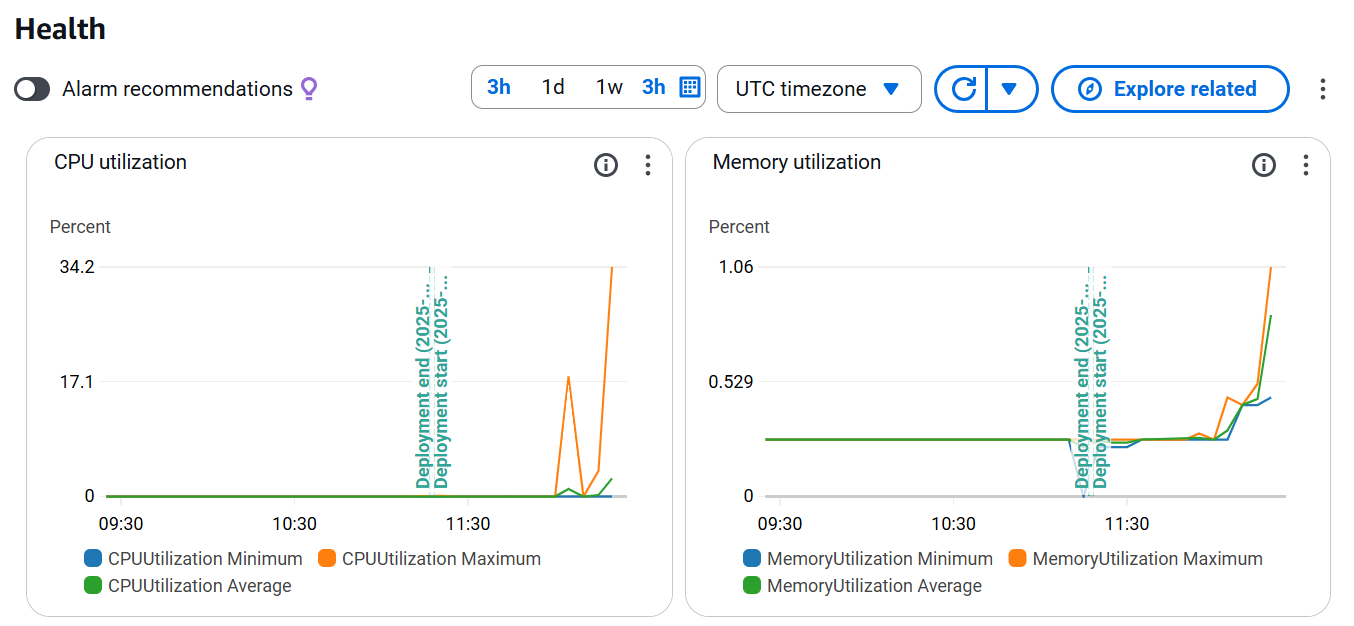 Health
Alarm recommendations
3h 1d 1w 3h
UTC timezone
Explore related
CPU utilization
Percent
34.2
17.1
0
Deployment end (2025-...
Deployment start (2025-...
09:30 10:30 11:30
CPUUtilization Minimum CPUUtilization Maximum
CPUUtilization Average
Memory utilization
Percent
1.06
0.529
0
Deployment end (2025-...
Deployment start (2025-...
09:30 10:30 11:30
MemoryUtilization Minimum MemoryUtilization Maximum
MemoryUtilization Average